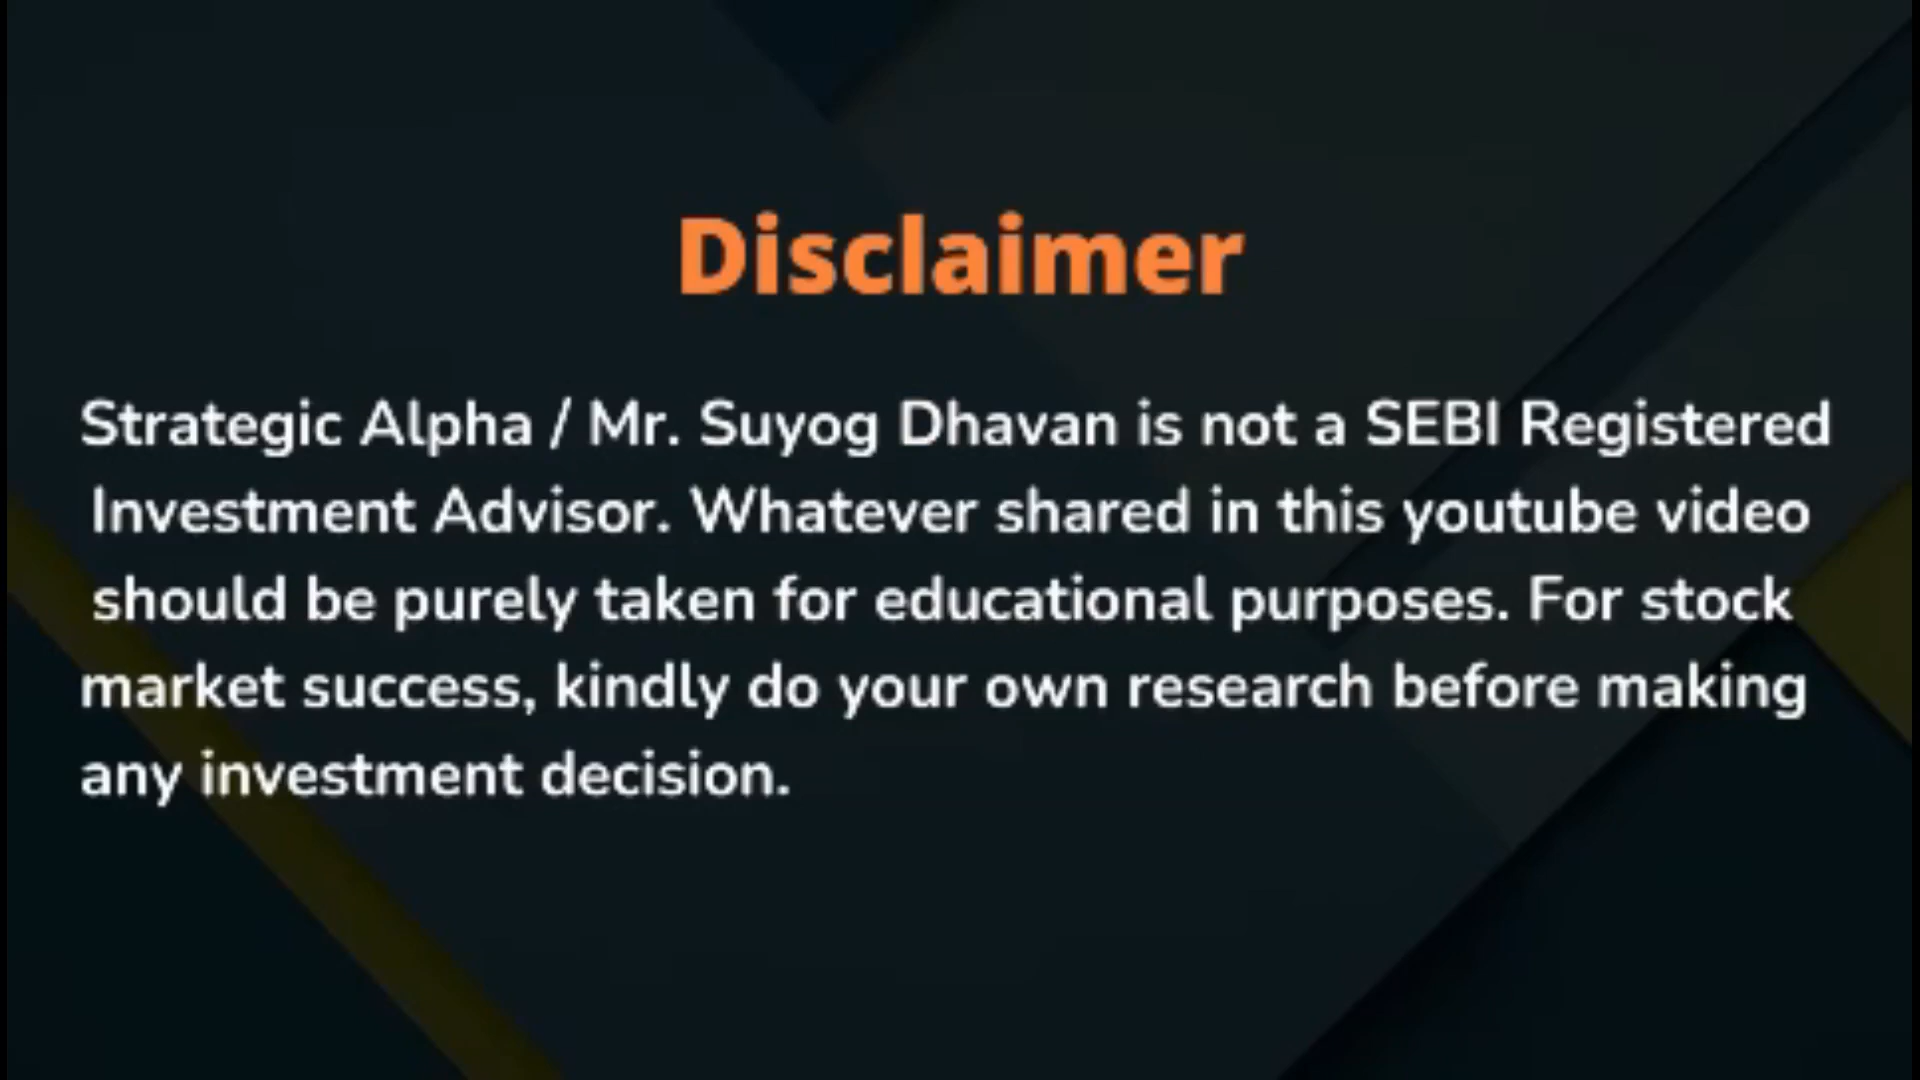 Disclaimer
Strategic Alpha / Mr. Suyog Dhavan is not a SEBI Registered
Investment Advisor. Whatever shared in this youtube video
should be purely taken for educational purposes. For stock
market success, kindly do your own research before making
any investment decision.